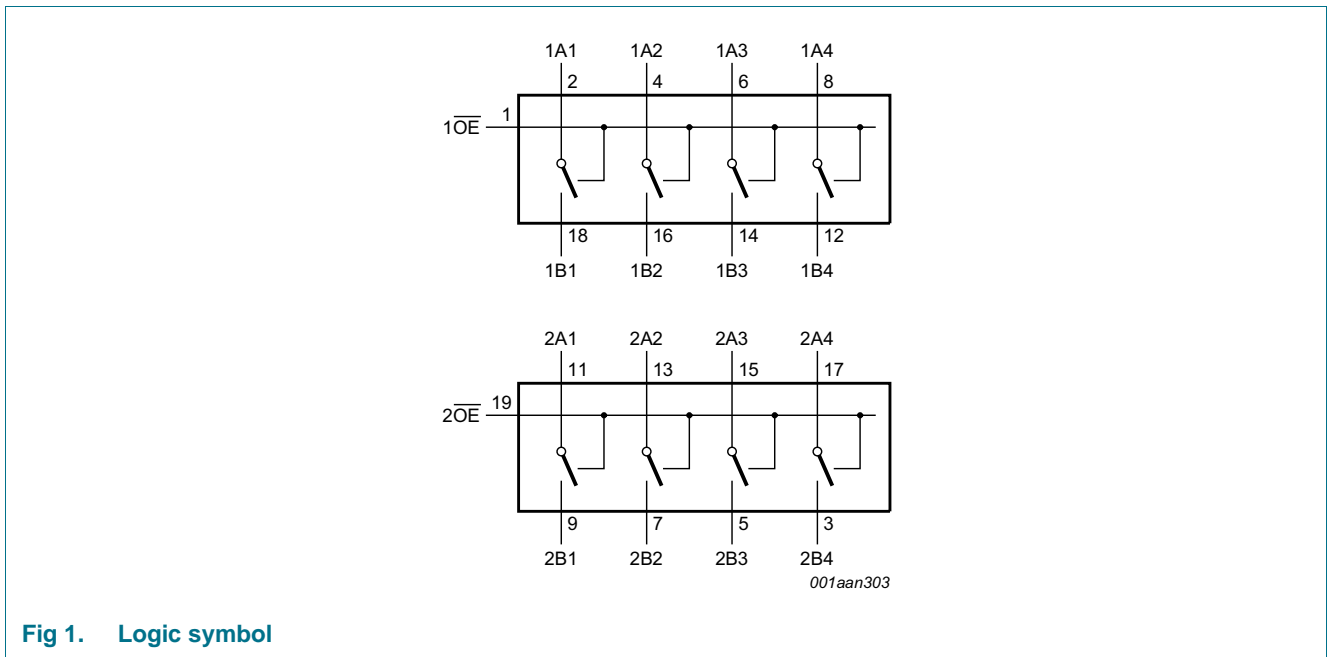 1A1 1A2 1A3 1A4
2 4 6 8
1
1O̅E̅
18 16 14 12
1B1 1B2 1B3 1B4
2A1 2A2 2A3 2A4
11 13 15 17
19
2O̅E̅
9 7 5 3
2B1 2B2 2B3 2B4
001aan303
Fig 1. Logic symbol